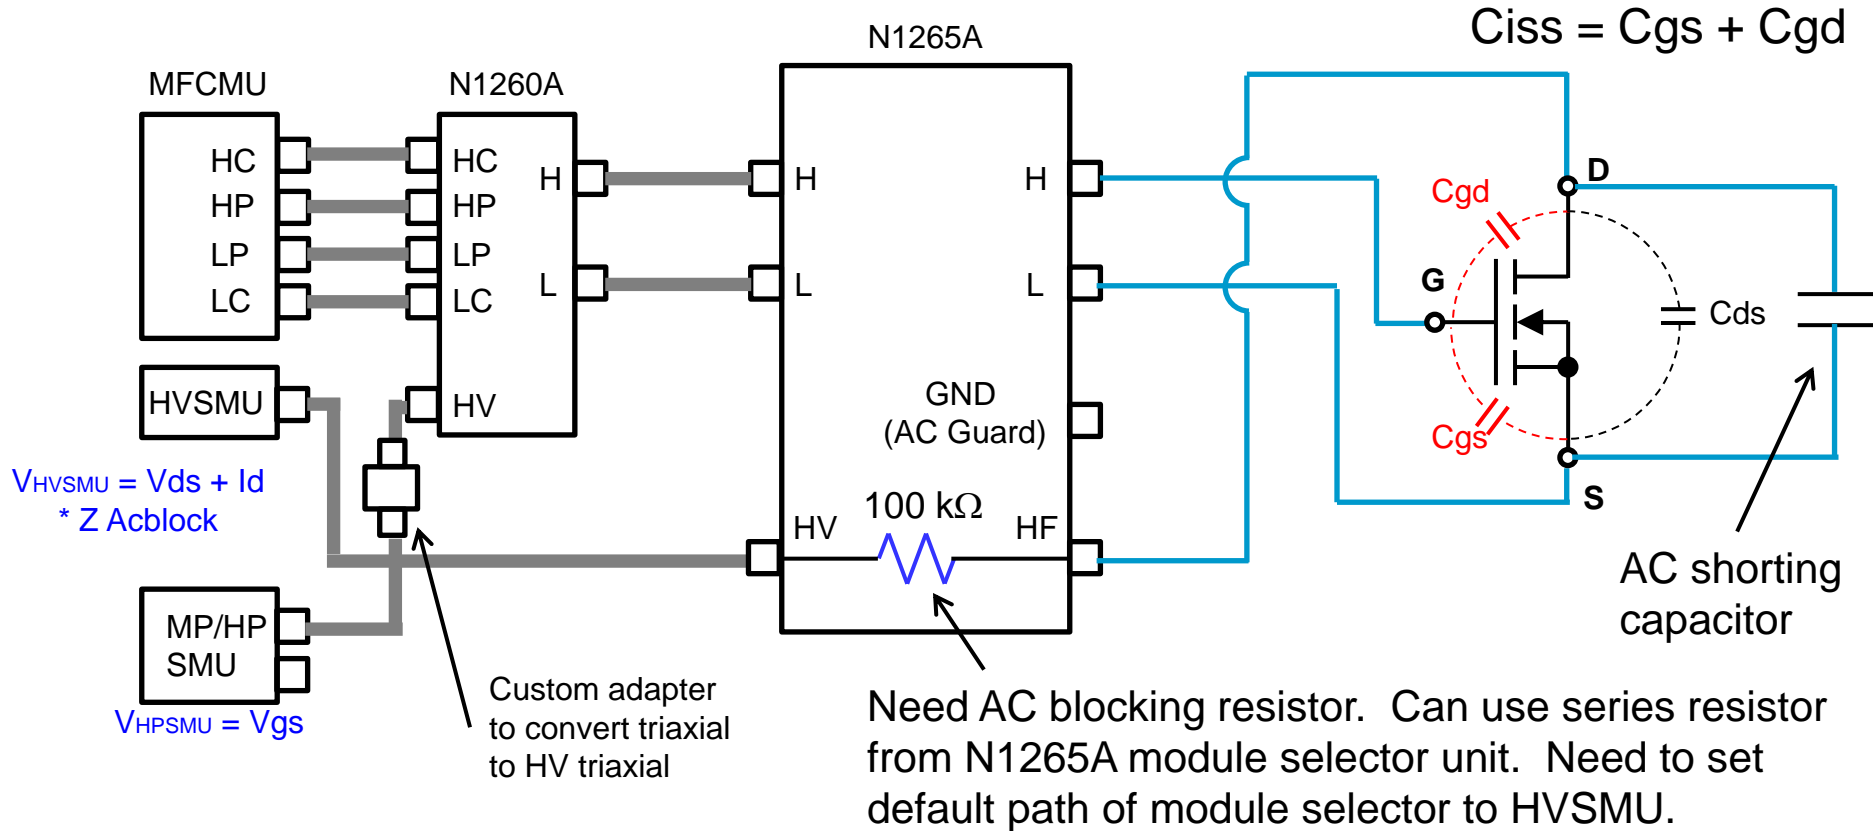 Ciss = Cgs + Cgd
N1265A
MFCMU
N1260A
HC
HP
LP
LC
HC
HP
LP
LC
HV
H
L
H
L
H
L
GND
(AC Guard)
HV
100 kΩ
HF
HVSMU
VHVSMU = Vds + Id
* Z Acblock
MP/HP
SMU
VHPSMU = Vgs
Custom adapter
to convert triaxial
to HV triaxial
D
Cgd
G
Cds
Cgs
S
AC shorting
capacitor
Need AC blocking resistor. Can use series resistor
from N1265A module selector unit. Need to set
default path of module selector to HVSMU.